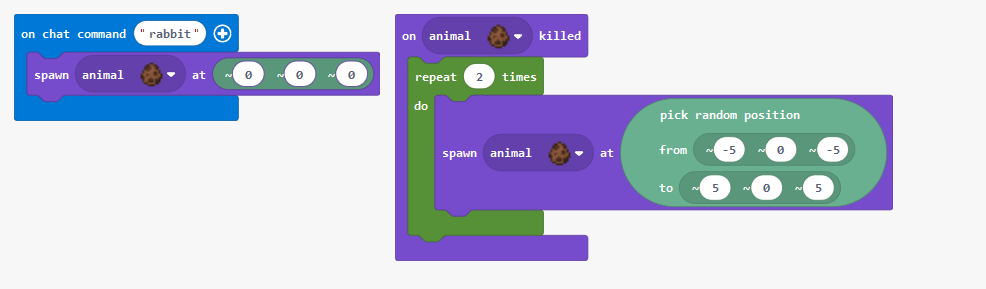 on chat command "rabbit"
spawn animal at ~0 ~0 ~0
on animal killed
repeat 2 times
do
spawn animal at
pick random position
from ~-5 ~0 ~-5
to ~5 ~0 ~5